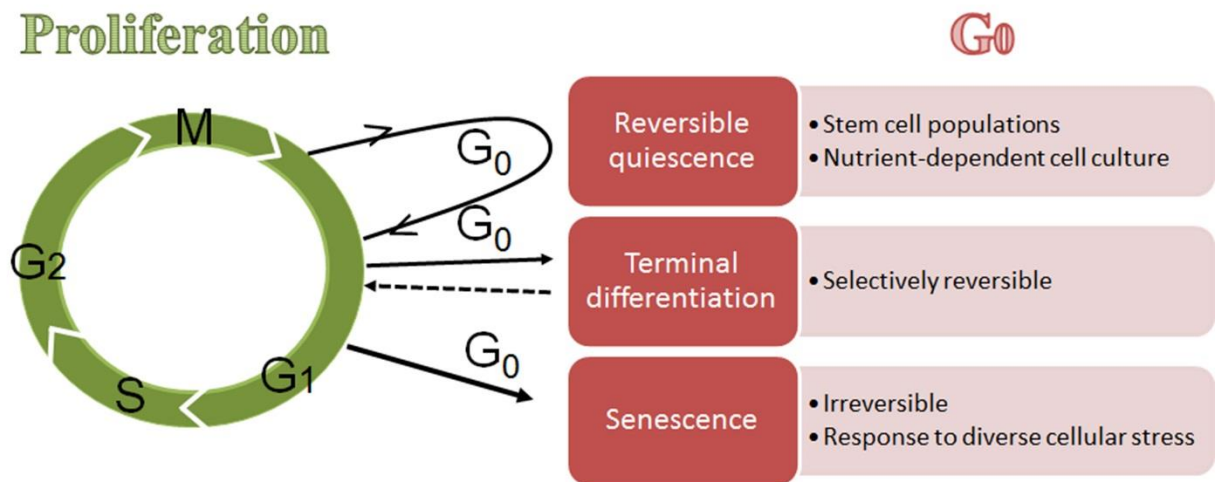 Proliferation
G0
M
G2
S
G1
G0
G0
G0
Reversible
quiescence
• Stem cell populations
• Nutrient-dependent cell culture
Terminal
differentiation
• Selectively reversible
Senescence
• Irreversible
• Response to diverse cellular stress